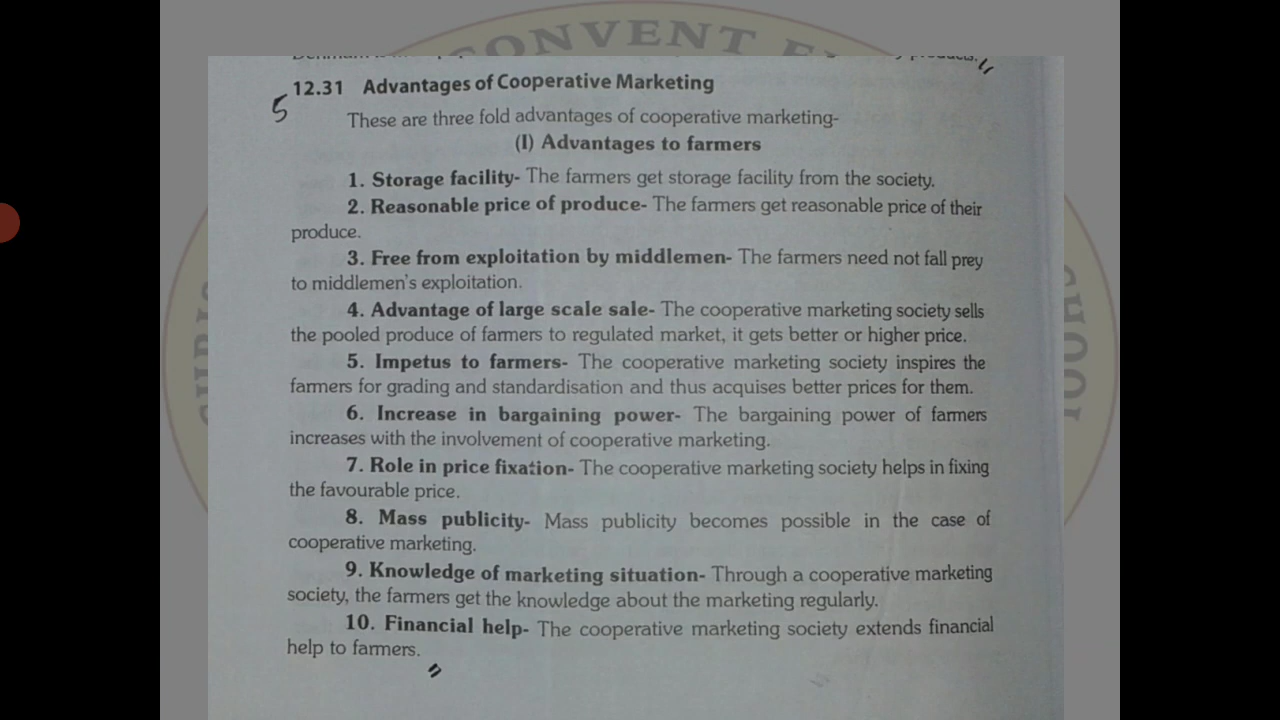 CONVENT
products.
12.31 Advantages of Cooperative Marketing
5
These are three fold advantages of cooperative marketing-
(I) Advantages to farmers
1. Storage facility- The farmers get storage facility from the society.
2. Reasonable price of produce- The farmers get reasonable price of their
produce.
3. Free from exploitation by middlemen- The farmers need not fall prey
to middlemen's exploitation.
4. Advantage of large scale sale- The cooperative marketing society sells
the pooled produce of farmers to regulated market, it gets better or higher price.
5. Impetus to farmers- The cooperative marketing society inspires the
farmers for grading and standardisation and thus acquises better prices for them.
6. Increase in bargaining power- The bargaining power of farmers
increases with the involvement of cooperative marketing.
7. Role in price fixation- The cooperative marketing society helps in fixing
the favourable price.
8. Mass publicity- Mass publicity becomes possible in the case of
cooperative marketing.
9. Knowledge of marketing situation- Through a cooperative marketing
society, the farmers get the knowledge about the marketing regularly.
10. Financial help- The cooperative marketing society extends financial
help to farmers.